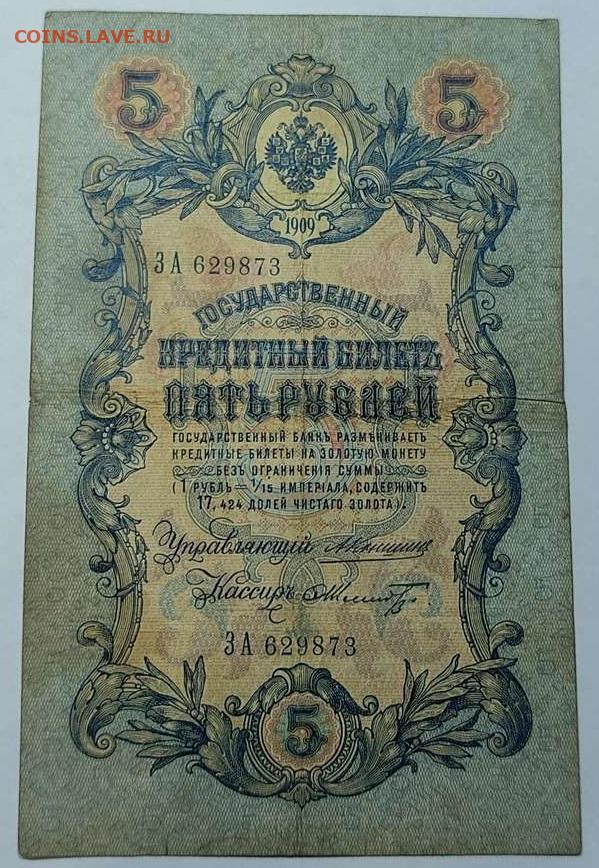 COINS.LAVE.RU
5 5
1909
ЗА 629873
ГОСУДАРСТВЕННЫЙ
КРЕДИТНЫЙ БИЛЕТЪ
ПЯТЬ РУБЛЕЙ
ГОСУДАРСТВЕННЫЙ БАНКЪ РАЗМѢНИВАЕТЪ
КРЕДИТНЫЕ БИЛЕТЫ НА ЗОЛОТУЮ МОНЕТУ
БЕЗЪ ОГРАНИЧЕНІЯ СУММЫ
(1 РУБЛЬ = 1/15 ИМПЕРІАЛА, СОДЕРЖИТЪ
17,424 ДОЛЕЙ ЧИСТАГО ЗОЛОТА).
Управляющій
Кассиръ
ЗА 629873
5